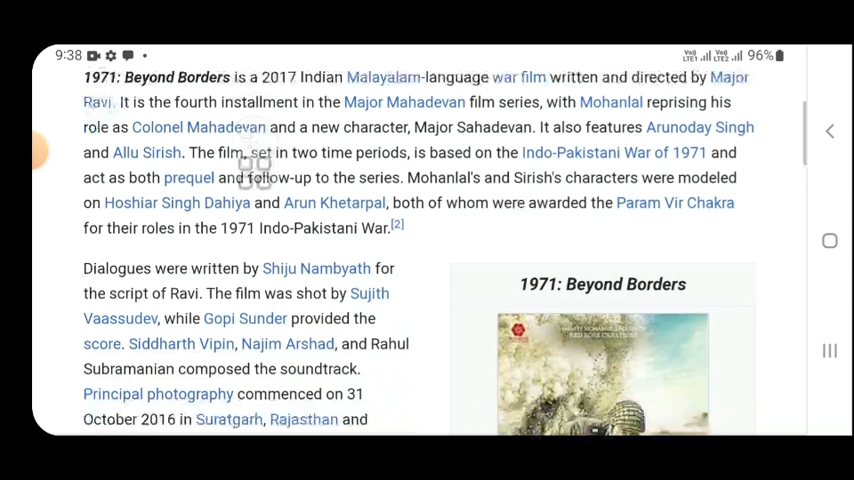 9:38
Vo) LTE1 Vo) LTE2 96%
1971: Beyond Borders is a 2017 Indian Malayalam-language war film written and directed by Major
Ravi. It is the fourth installment in the Major Mahadevan film series, with Mohanlal reprising his
role as Colonel Mahadevan and a new character, Major Sahadevan. It also features Arunoday Singh
and Allu Sirish. The film, set in two time periods, is based on the Indo-Pakistani War of 1971 and
act as both prequel and follow-up to the series. Mohanlal's and Sirish's characters were modeled
on Hoshiar Singh Dahiya and Arun Khetarpal, both of whom were awarded the Param Vir Chakra
for their roles in the 1971 Indo-Pakistani War.[2]
Dialogues were written by Shiju Nambyath for
the script of Ravi. The film was shot by Sujith
Vaassudev, while Gopi Sunder provided the
score. Siddharth Vipin, Najim Arshad, and Rahul
Subramanian composed the soundtrack.
Principal photography commenced on 31
October 2016 in Suratgarh, Rajasthan and
1971: Beyond Borders
RED ROSE CREATIONS